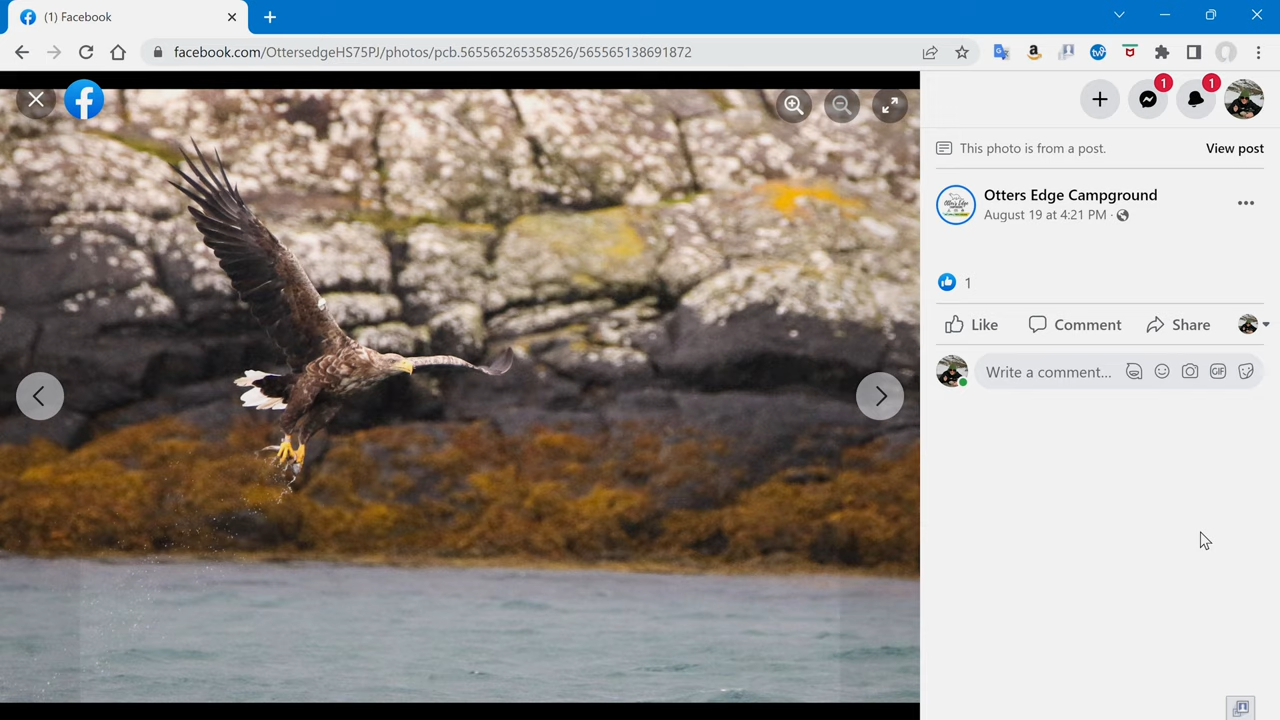 (1) Facebook
facebook.com/OttersedgeHS75PJ/photos/pcb.565565265358526/565565138691872
1
1
This photo is from a post.
View post
Otters Edge Campground
August 19 at 4:21 PM ·
1
Like
Comment
Share
Write a comment...
GIF